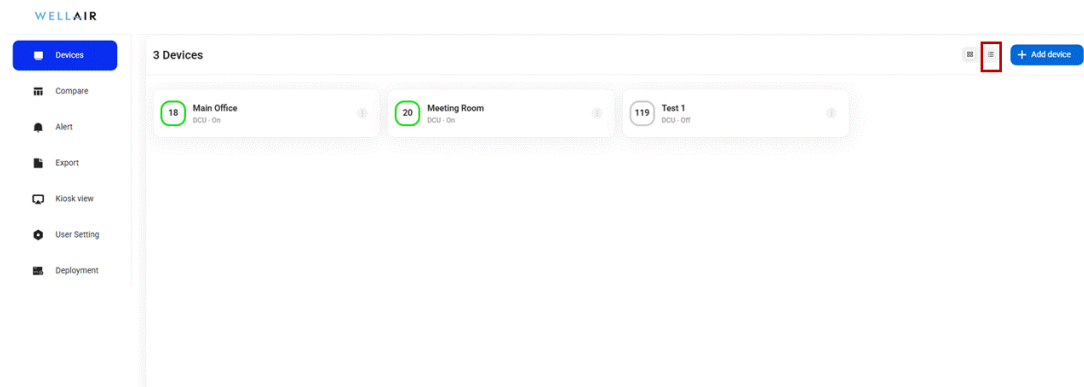 WELLAIR
Devices
Compare
Alert
Export
Kiosk view
User Setting
Deployment
3 Devices
+ Add device
18
Main Office
DCU - On
20
Meeting Room
DCU - On
119
Test 1
DCU - Off